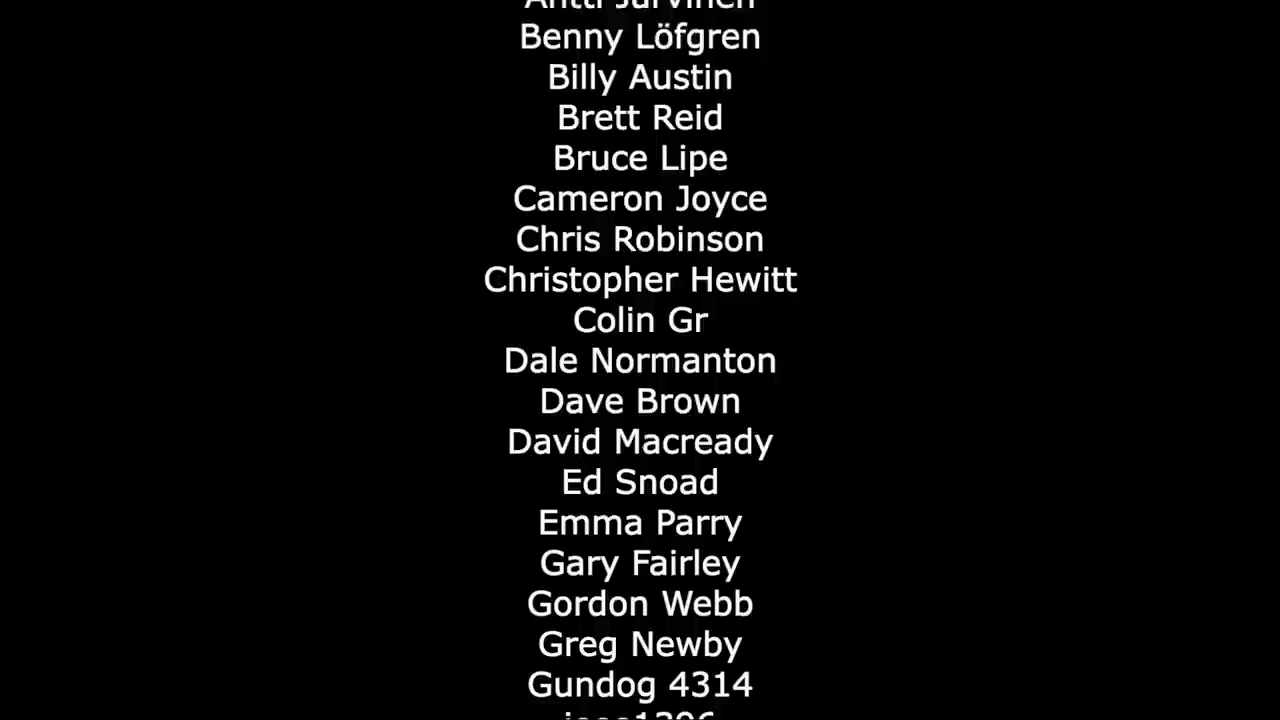 Benny Löfgren
Billy Austin
Brett Reid
Bruce Lipe
Cameron Joyce
Chris Robinson
Christopher Hewitt
Colin Gr
Dale Normanton
Dave Brown
David Macready
Ed Snoad
Emma Parry
Gary Fairley
Gordon Webb
Greg Newby
Gundog 4314